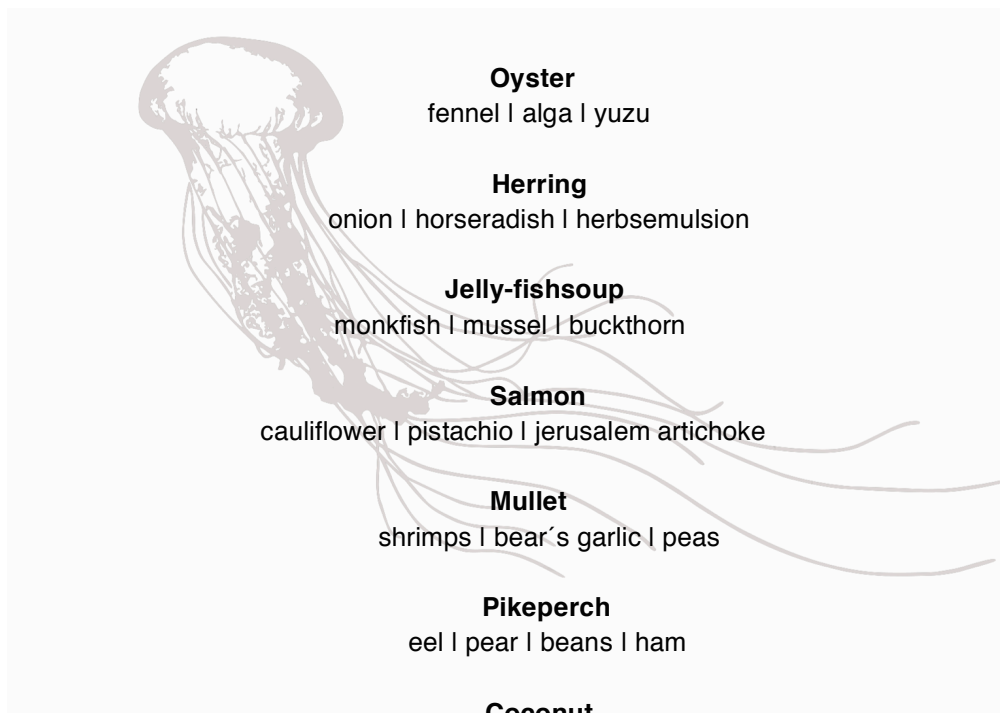 Oyster
fennel | alga | yuzu
Herring
onion | horseradish | herbsemulsion
Jelly-fishsoup
monkfish | mussel | buckthorn
Salmon
cauliflower | pistachio | jerusalem artichoke
Mullet
shrimps | bear´s garlic | peas
Pikeperch
eel | pear | beans | ham
Coconut